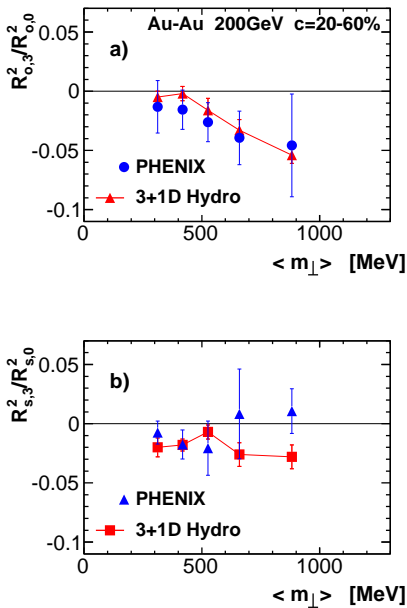 Au-Au 200GeV c=20-60%
R²o,3/R²o,0
a)
0.05
0
-0.05
-0.1
PHENIX
3+1D Hydro
0 500 1000
< m⊥ > [MeV]
R²s,3/R²s,0
b)
0.05
0
-0.05
-0.1
PHENIX
3+1D Hydro
0 500 1000
< m⊥ > [MeV]